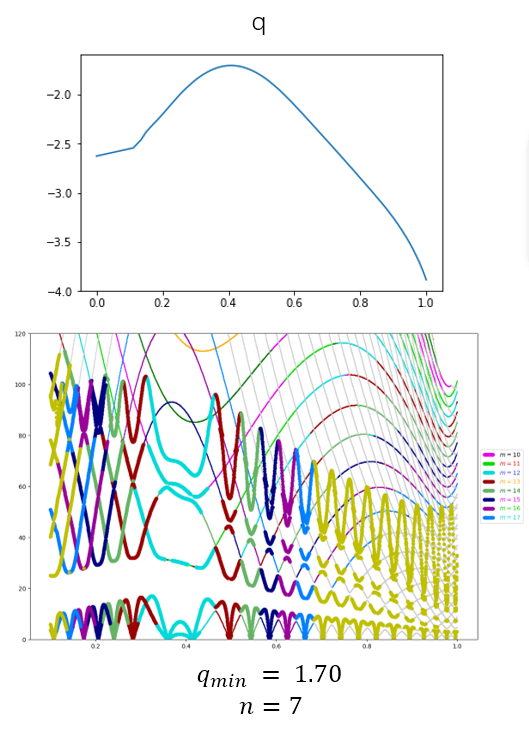 q
−2.0
−2.5
−3.0
−3.5
−4.0
0.0 0.2 0.4 0.6 0.8 1.0
120
100
80
60
40
20
0
0.2 0.4 0.6 0.8 1.0
m = 10
m = 11
m = 12
m = 13
m = 14
m = 15
m = 16
m = 17
q_min = 1.70
n = 7